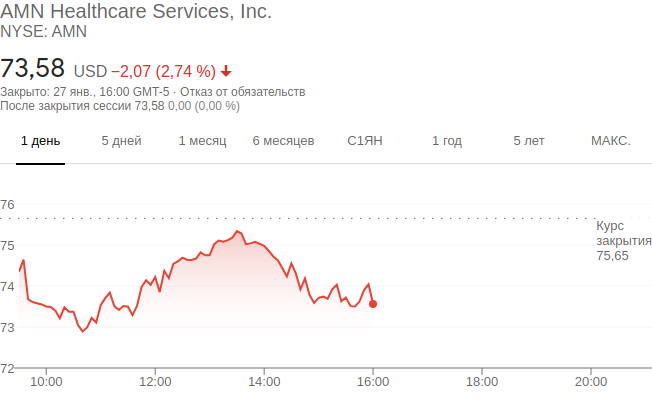 AMN Healthcare Services, Inc.
NYSE: AMN
73,58 USD −2,07 (2,74 %)
Закрыто: 27 янв., 16:00 GMT-5 · Отказ от обязательств
После закрытия сессии 73,58 0,00 (0,00 %)
1 день 5 дней 1 месяц 6 месяцев С1ЯН 1 год 5 лет МАКС.
76
Курс
закрытия
75,65
75
74
73
72
10:00 12:00 14:00 16:00 18:00 20:00